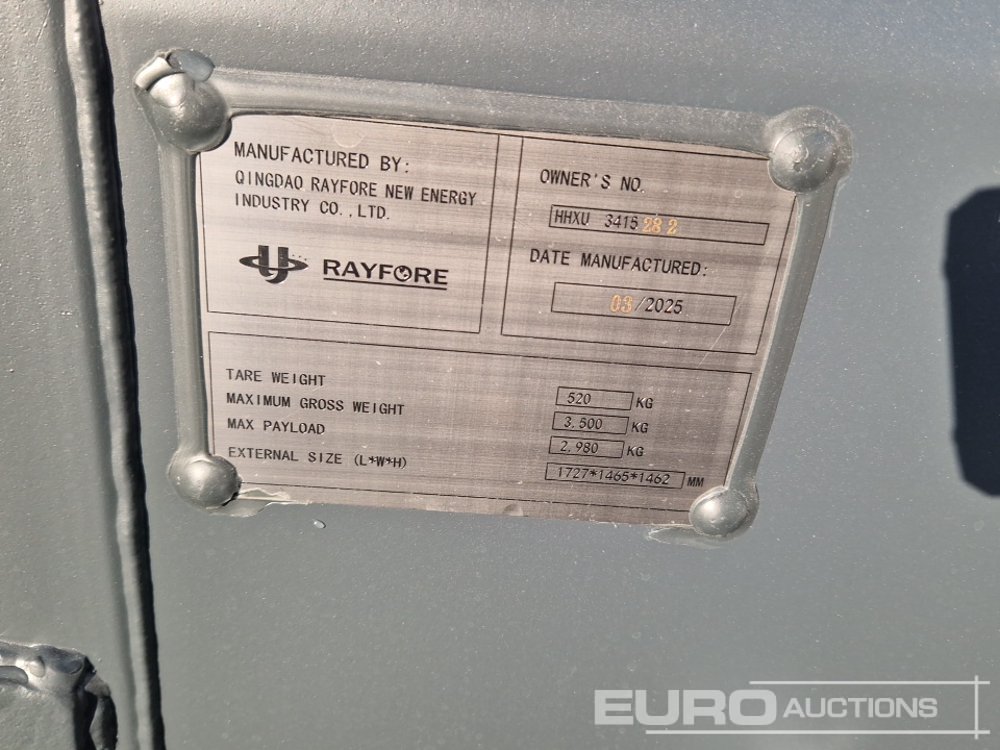 MANUFACTURED BY:
QINGDAO RAYFORE NEW ENERGY
INDUSTRY CO.,LTD.
RAYFORE
OWNER'S NO.
HHXU 3415 28 2
DATE MANUFACTURED:
03/2025
TARE WEIGHT 520 KG
MAXIMUM GROSS WEIGHT 3,500 KG
MAX PAYLOAD 2,980 KG
EXTERNAL SIZE (L*W*H) 1727*1465*1462 MM
EURO AUCTIONS